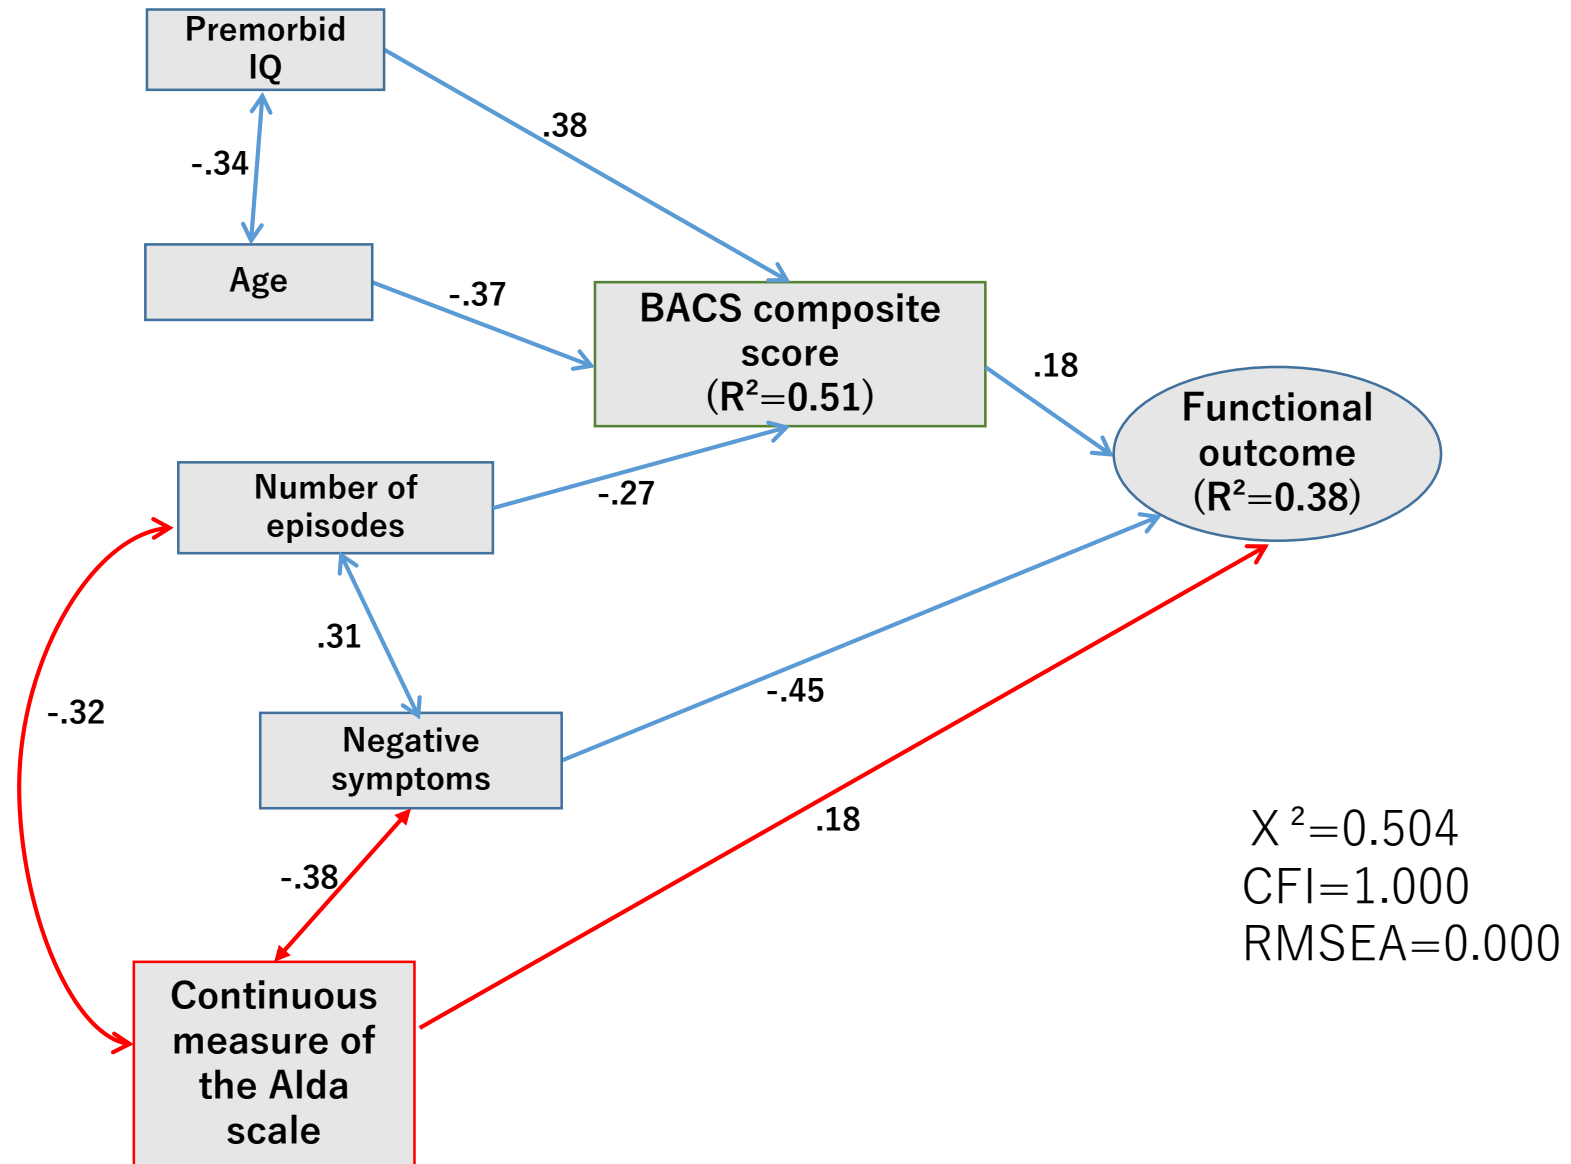 Premorbid
IQ
.38
-.34
Age
-.37
BACS composite
score
(R²=0.51)
.18
Functional
outcome
(R²=0.38)
Number of
episodes
-.27
.31
-.32
-.45
Negative
symptoms
.18
-.38
X ²=0.504
CFI=1.000
RMSEA=0.000
Continuous
measure of
the Alda
scale